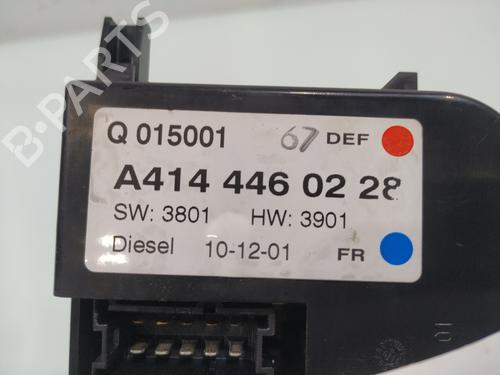 B-PARTS
Q 015001 67 DEF
A414 446 02 28
SW: 3801 HW: 3901
Diesel 10-12-01 FR